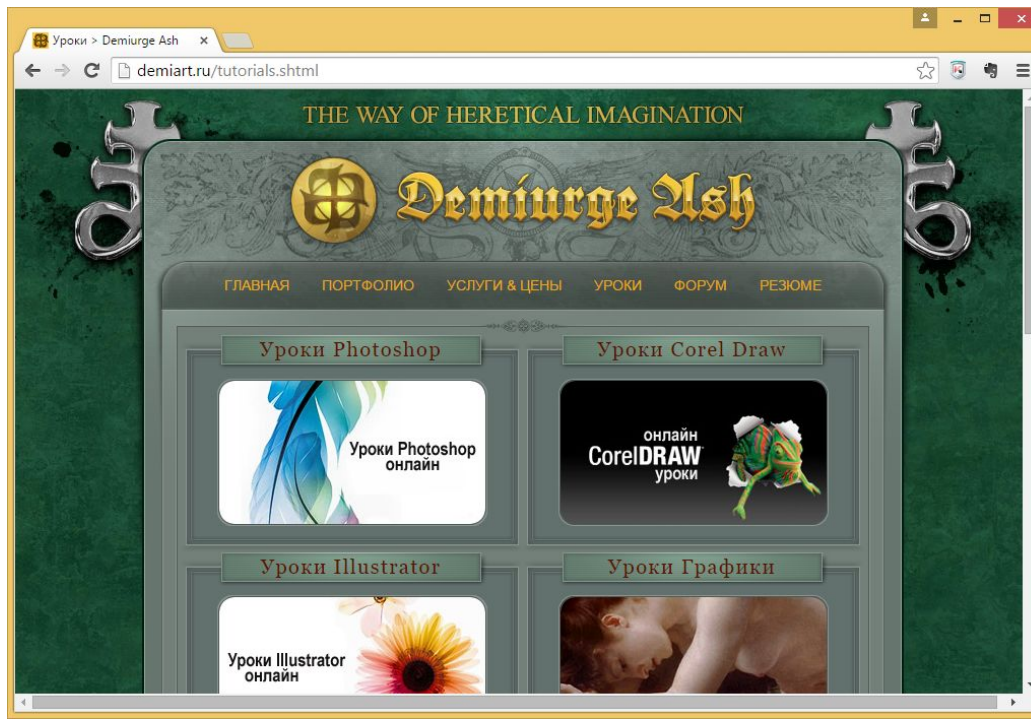 Уроки > Demiurge Ash
demiart.ru/tutorials.shtml
THE WAY OF HERETICAL IMAGINATION
Demiurge Ash
ГЛАВНАЯ ПОРТФОЛИО УСЛУГИ & ЦЕНЫ УРОКИ ФОРУМ РЕЗЮМЕ
Уроки Photoshop
Уроки Photoshop
онлайн
Уроки Corel Draw
онлайн
CorelDRAW
уроки
Уроки Illustrator
Уроки Illustrator
онлайн
Уроки Графики